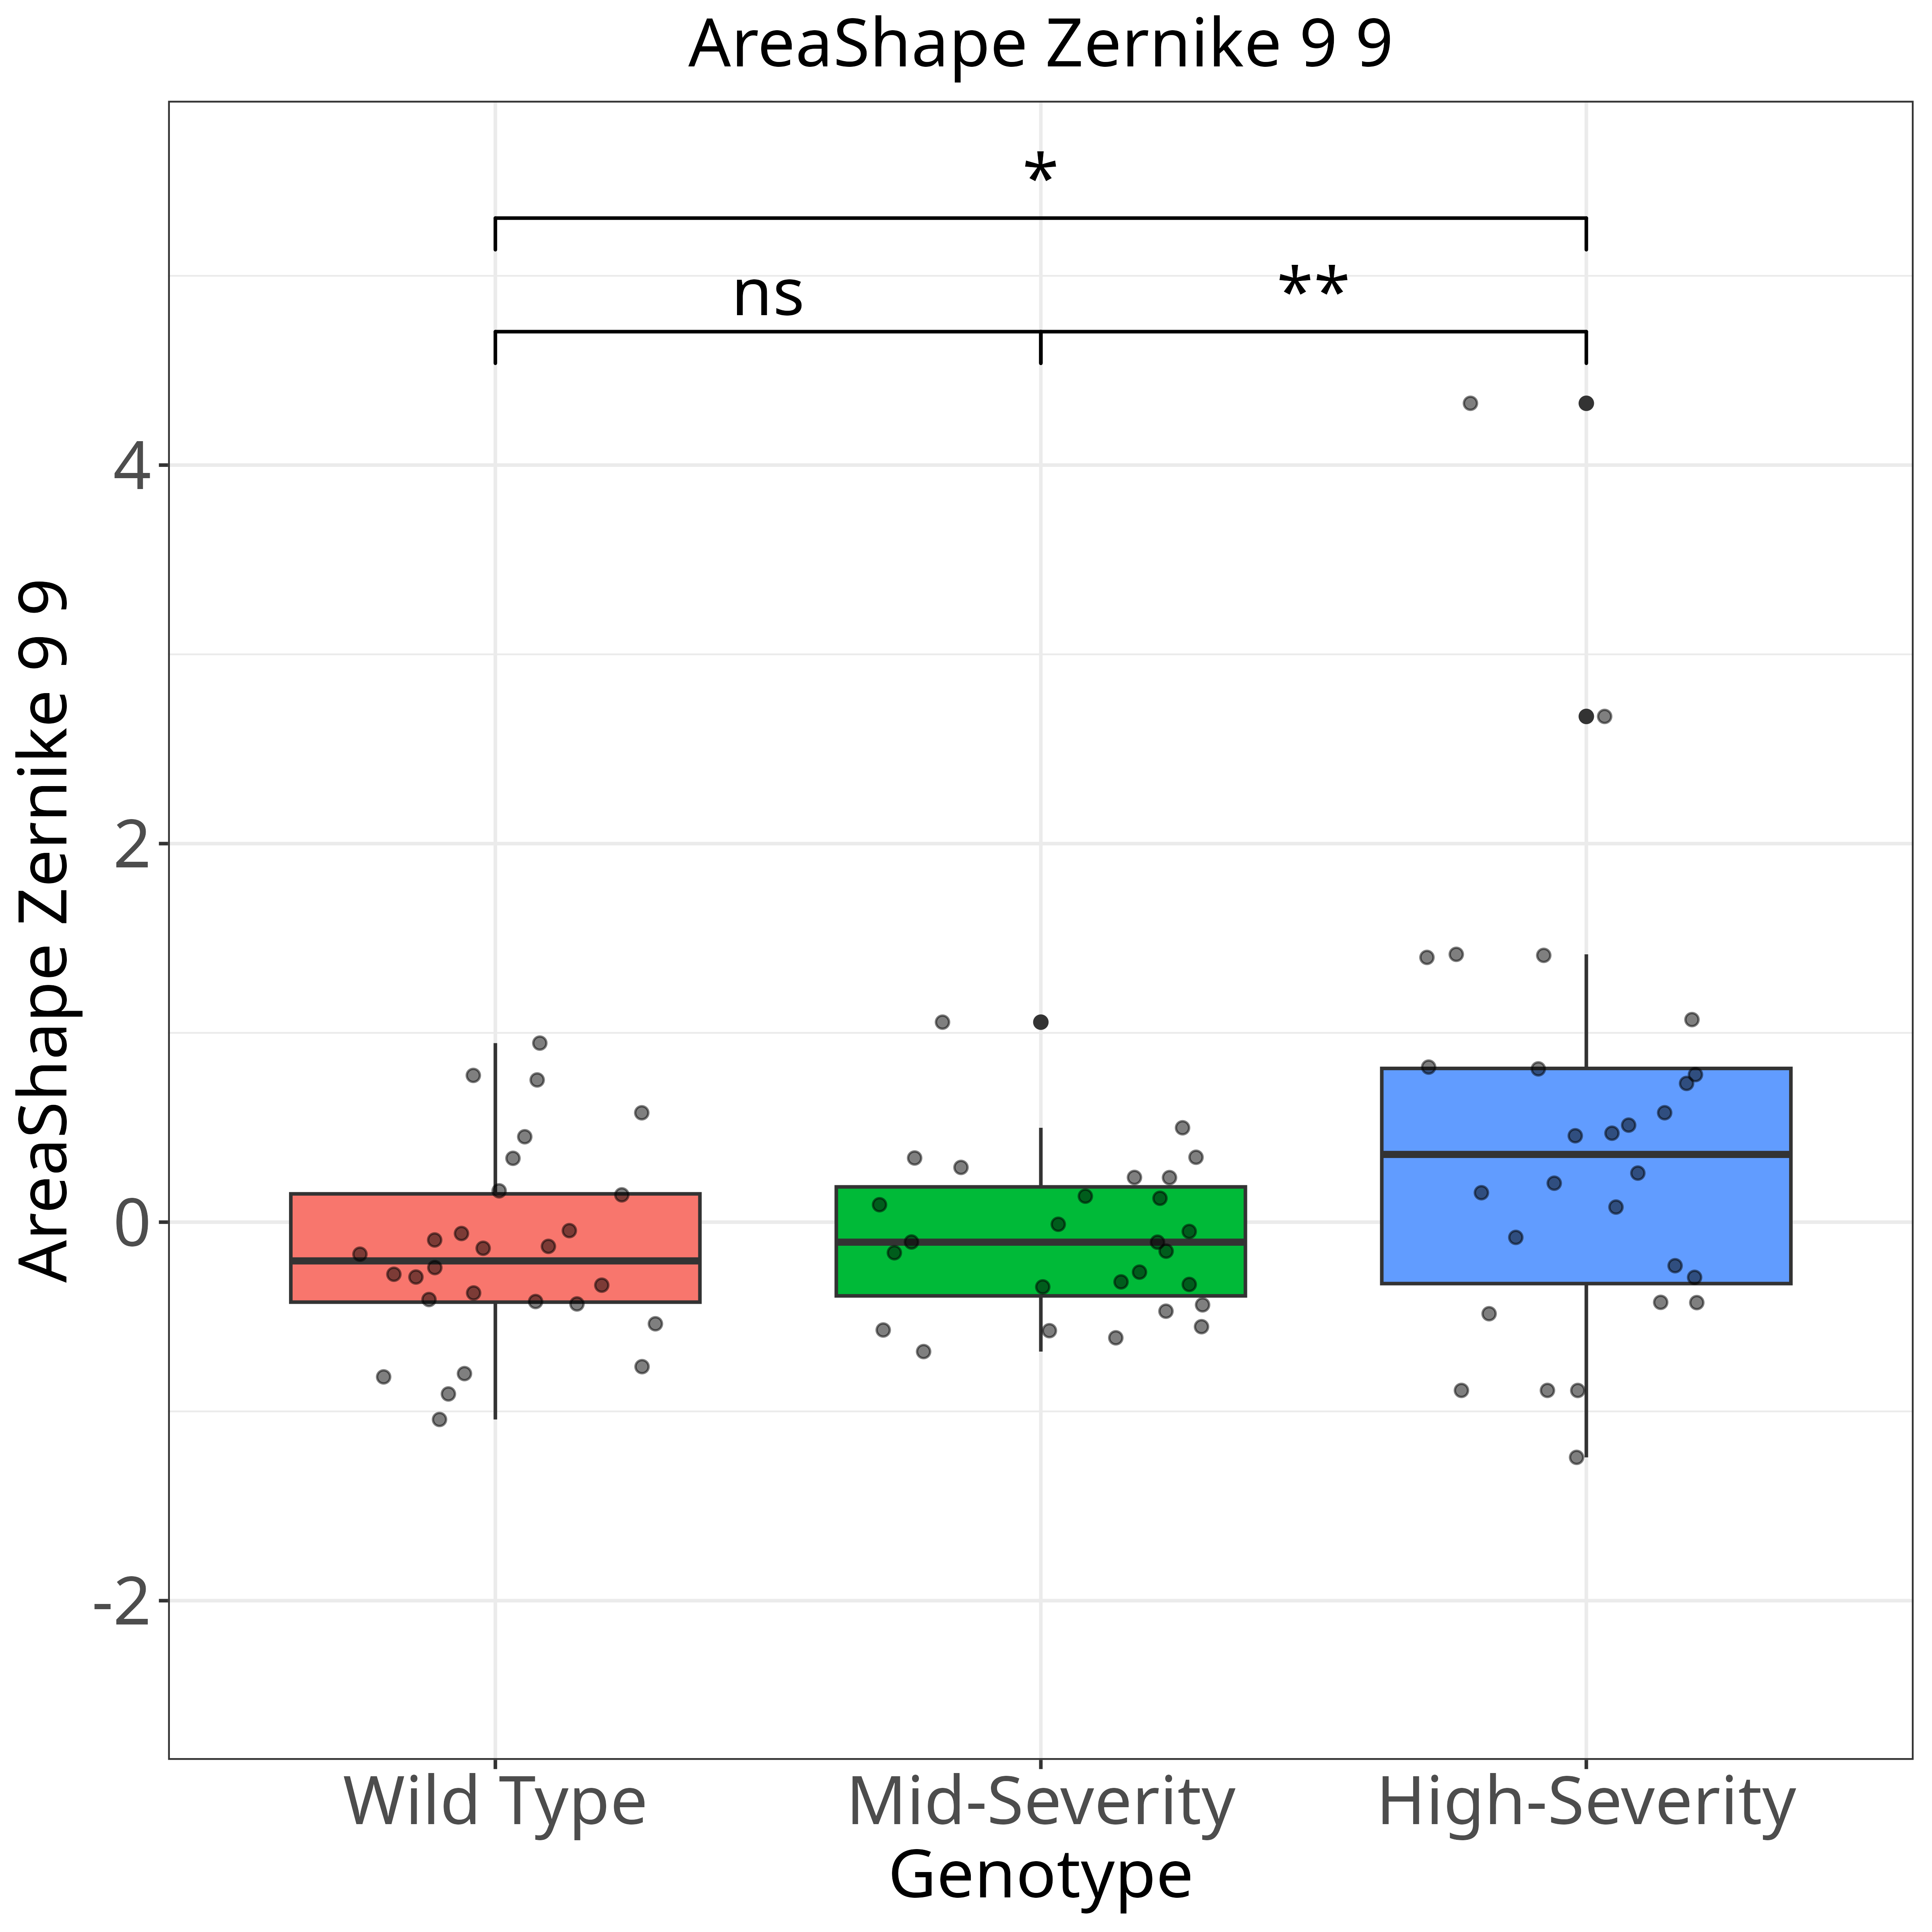 AreaShape Zernike 9 9
*
ns
**
AreaShape Zernike 9 9
4
2
0
-2
Wild Type
Mid-Severity
High-Severity
Genotype